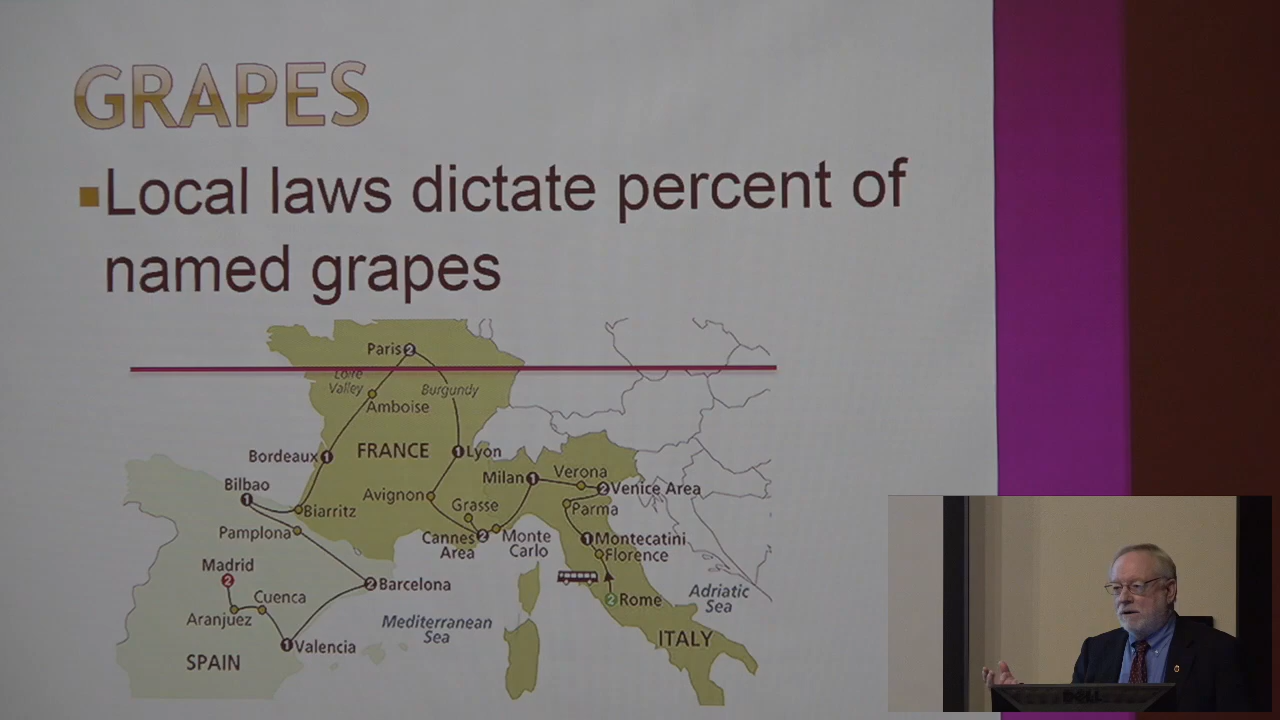 GRAPES
Local laws dictate percent of
named grapes
Paris 2
Loire
Valley
Burgundy
Amboise
FRANCE
Bordeaux 1
1 Lyon
Milan 1
Verona
2 Venice Area
Bilbao
1
Biarritz
Avignon
Grasse
Parma
Pamplona
Cannes 2
Area
Monte
Carlo
1 Montecatini
Florence
Madrid
2
2 Barcelona
Cuenca
Aranjuez
Mediterranean
Sea
2 Rome
Adriatic
Sea
1 Valencia
ITALY
SPAIN
DELL